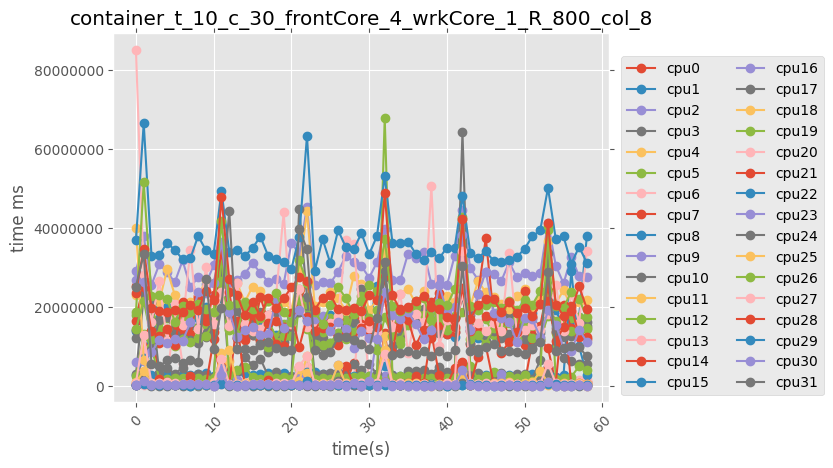 container_t_10_c_30_frontCore_4_wrkCore_1_R_800_col_8
time ms
80000000
60000000
40000000
20000000
0
0
10
20
30
40
50
60
time(s)
cpu0
cpu1
cpu2
cpu3
cpu4
cpu5
cpu6
cpu7
cpu8
cpu9
cpu10
cpu11
cpu12
cpu13
cpu14
cpu15
cpu16
cpu17
cpu18
cpu19
cpu20
cpu21
cpu22
cpu23
cpu24
cpu25
cpu26
cpu27
cpu28
cpu29
cpu30
cpu31